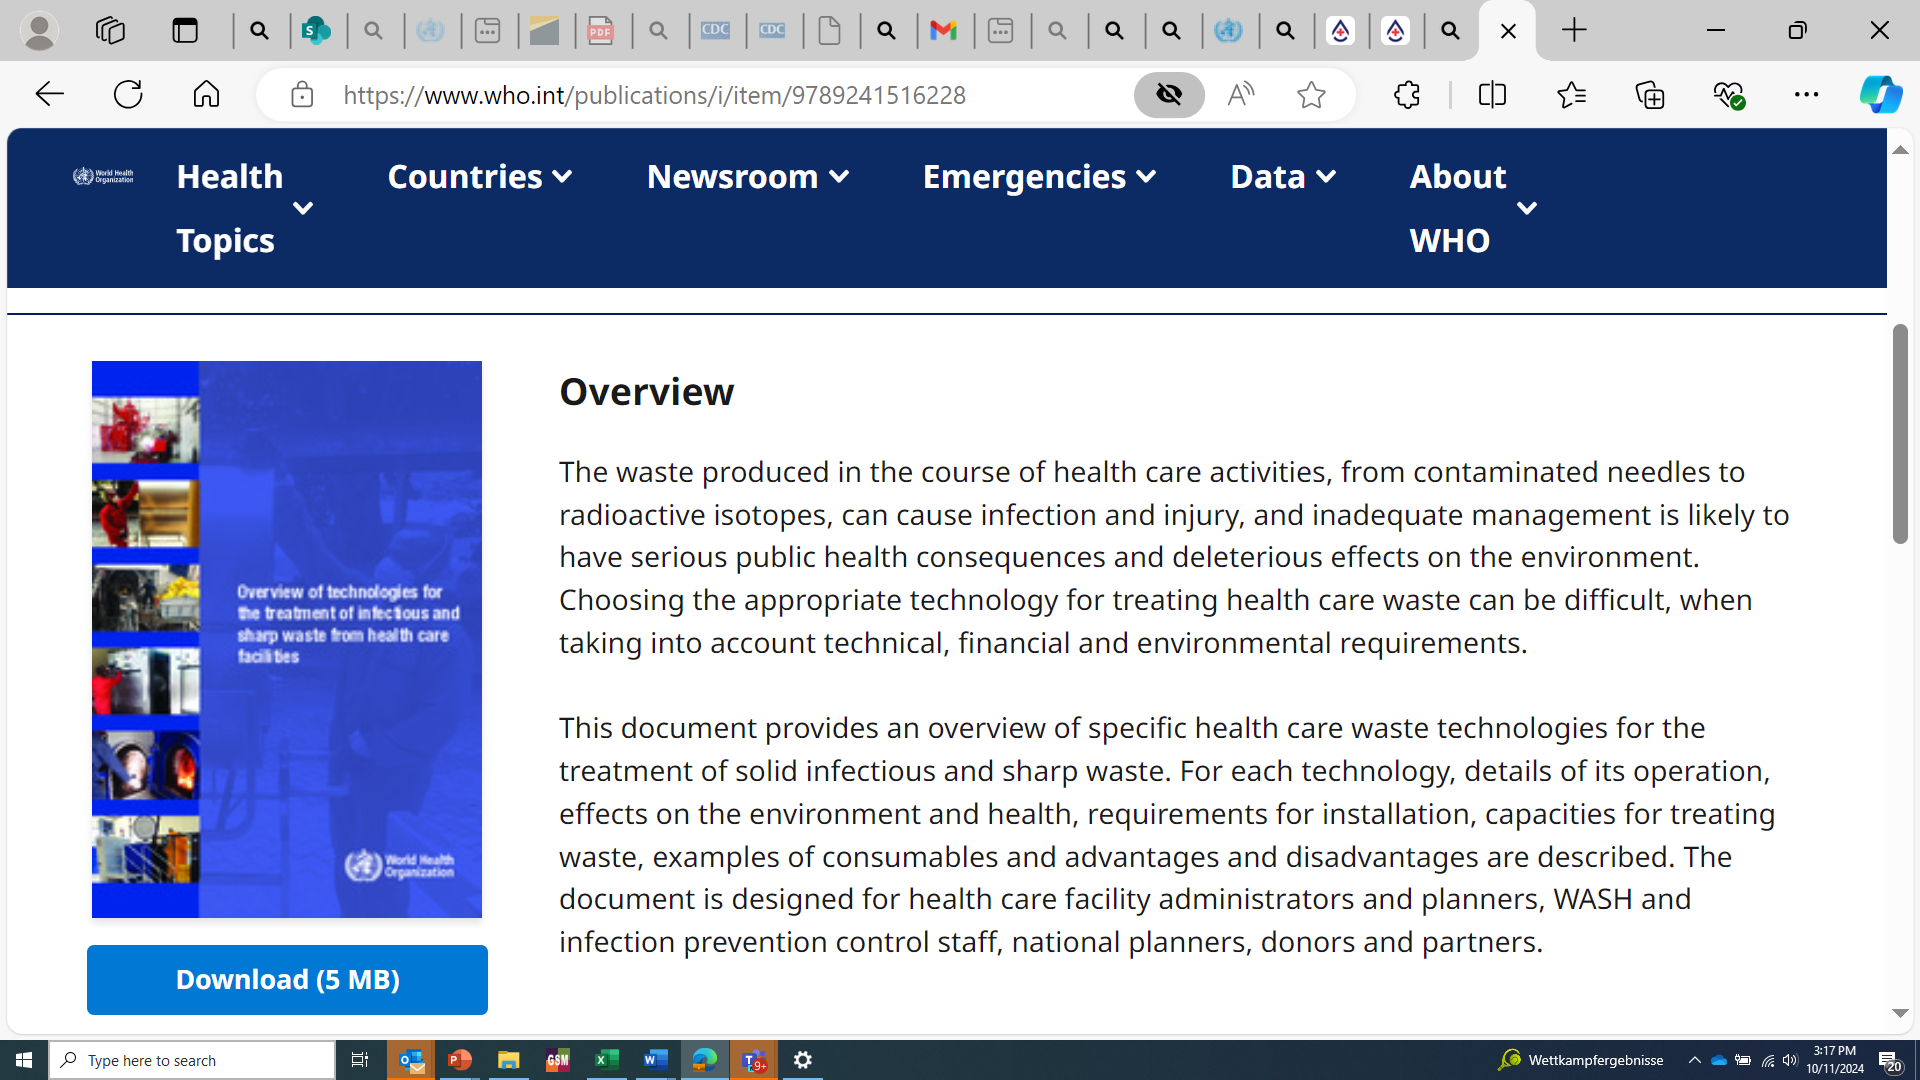 https://www.who.int/publications/i/item/9789241516228
World Health
Organization
Health
Topics
Countries
Newsroom
Emergencies
Data
About
WHO
Overview of technologies for
the treatment of infectious and
sharp waste from health care
facilities
World Health
Organization
Download (5 MB)
Overview
The waste produced in the course of health care activities, from contaminated needles to
radioactive isotopes, can cause infection and injury, and inadequate management is likely to
have serious public health consequences and deleterious effects on the environment.
Choosing the appropriate technology for treating health care waste can be difficult, when
taking into account technical, financial and environmental requirements.
This document provides an overview of specific health care waste technologies for the
treatment of solid infectious and sharp waste. For each technology, details of its operation,
effects on the environment and health, requirements for installation, capacities for treating
waste, examples of consumables and advantages and disadvantages are described. The
document is designed for health care facility administrators and planners, WASH and
infection prevention control staff, national planners, donors and partners.
Type here to search
GSM
9+
Wettkampfergebnisse
3:17 PM
10/11/2024
20
PDF
CDC
CDC